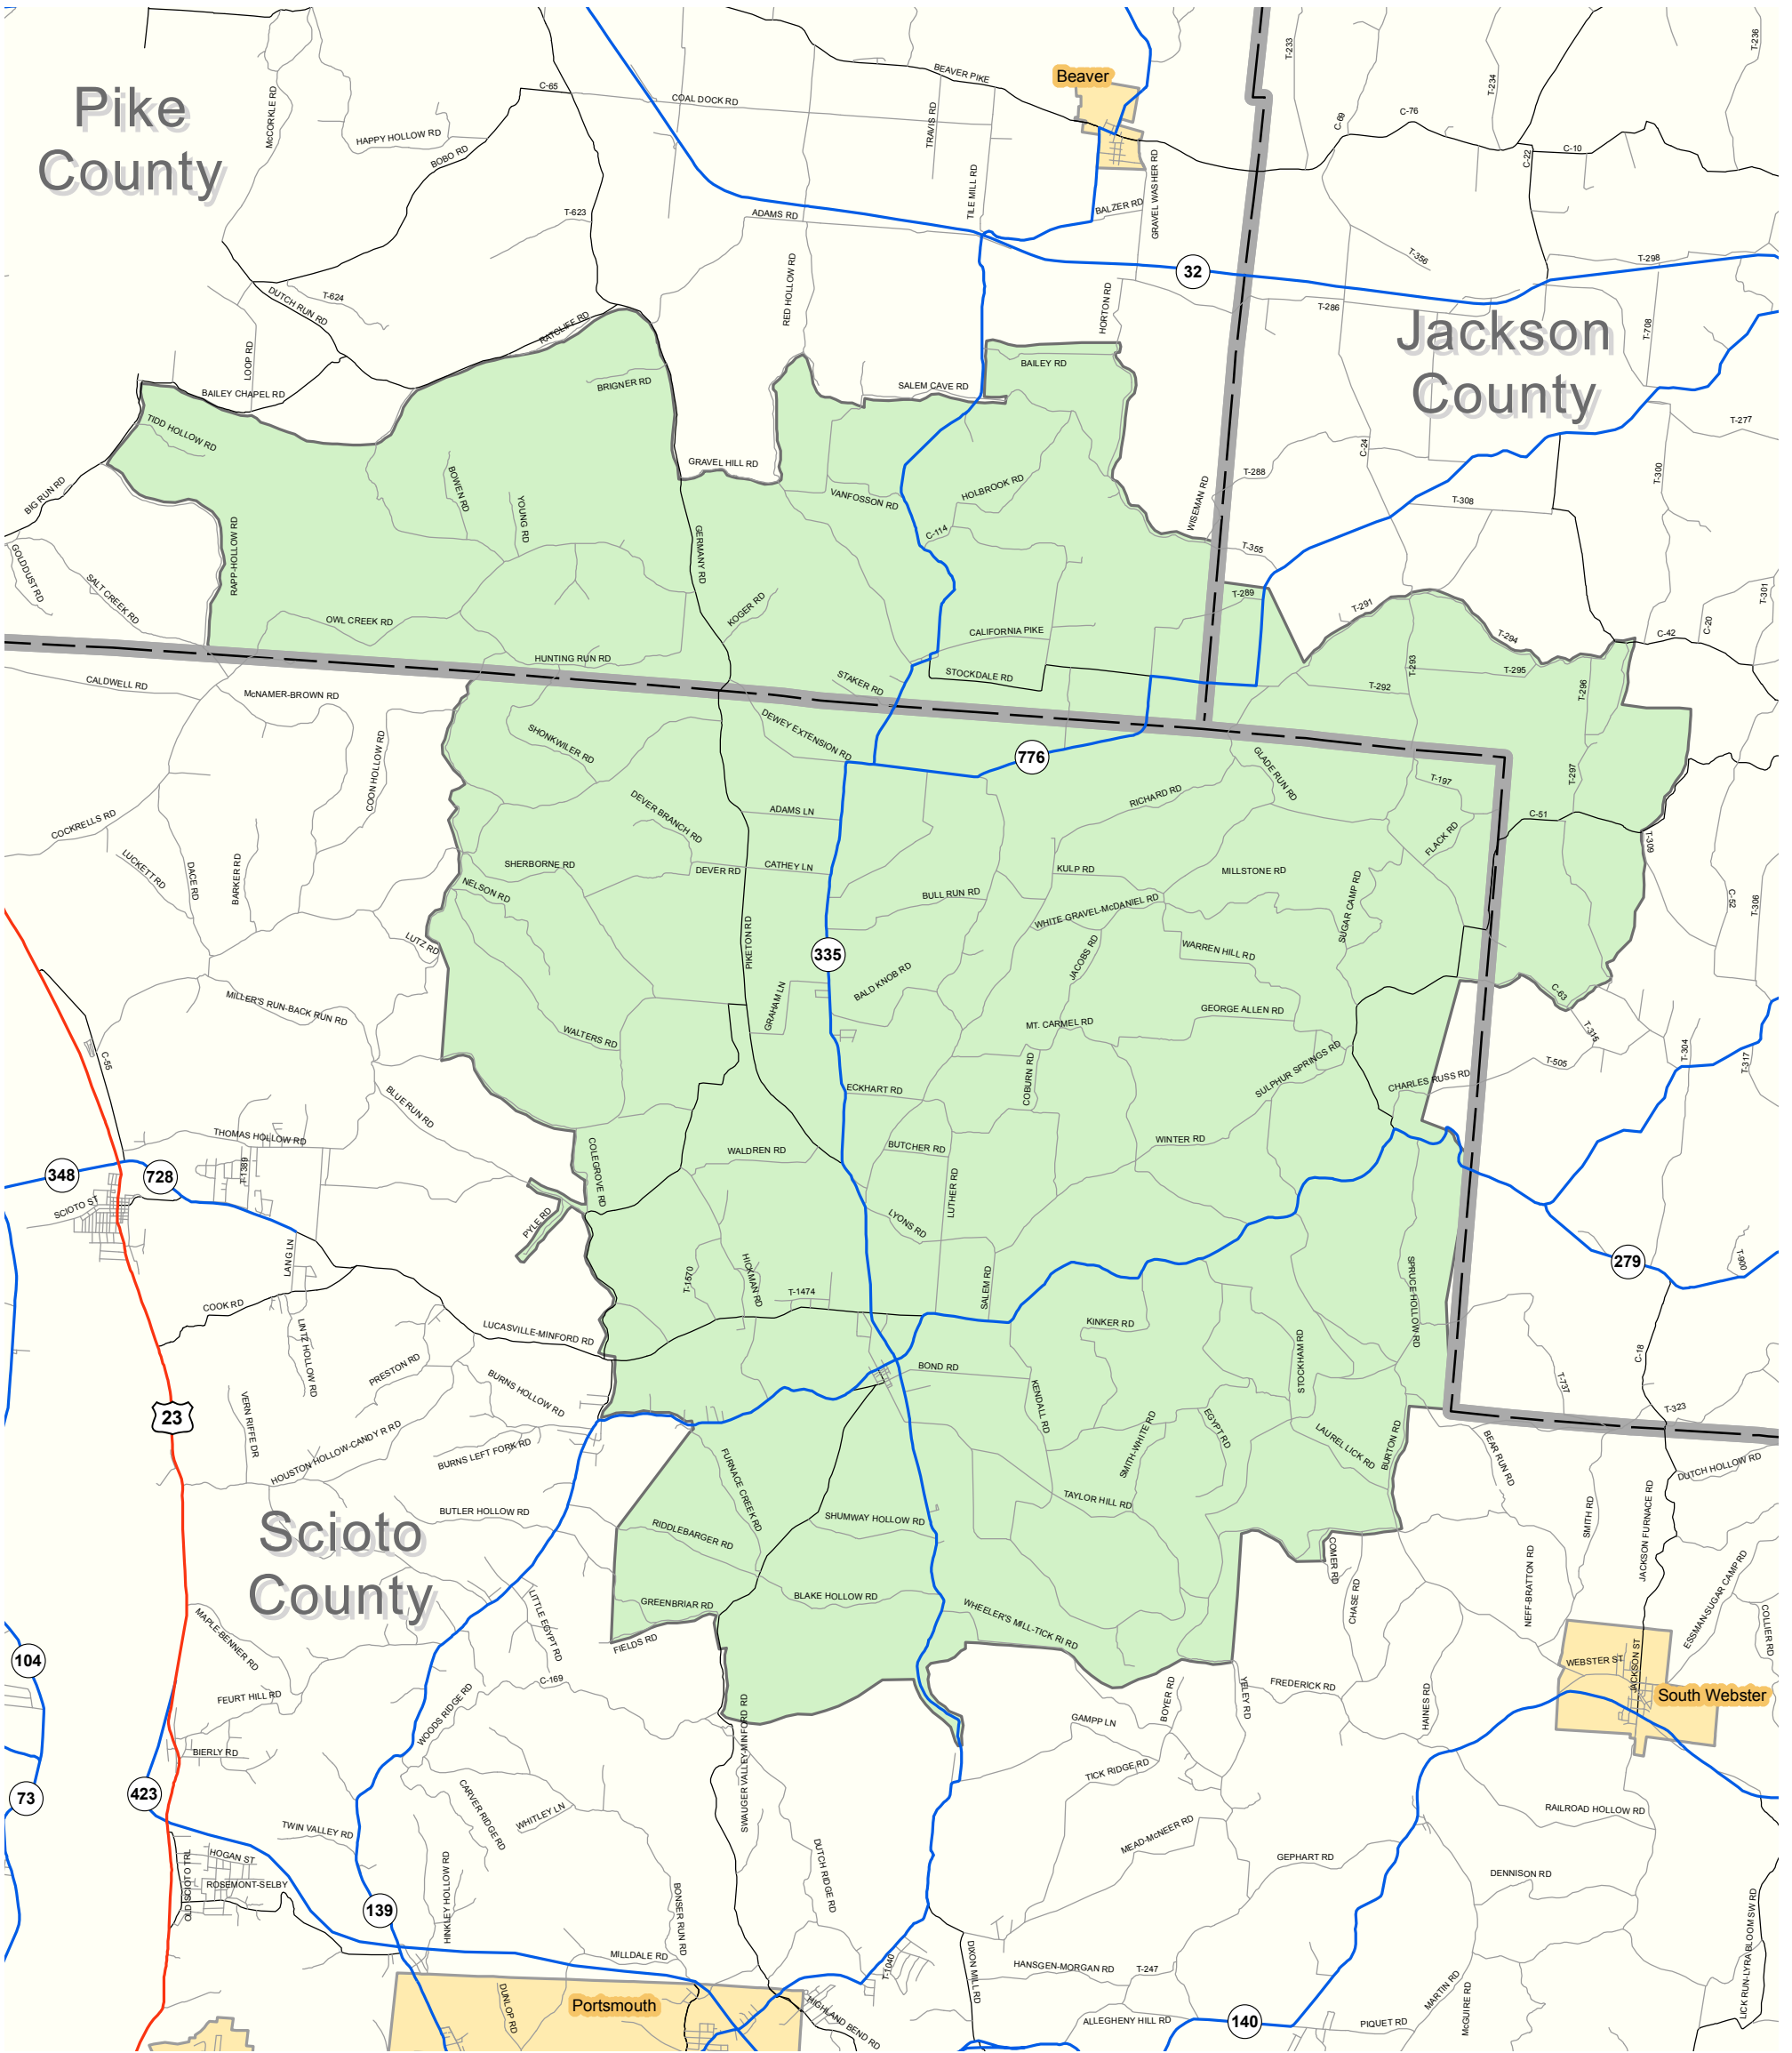 Pike
County
Jackson
County
Scioto
County
Beaver
South Webster
Portsmouth
BEAVER PIKE
C-65
COAL DOCK RD
McCORKLE RD
HAPPY HOLLOW RD
BOBO RD
TRAVIS RD
TILE MILL RD
GRAVEL WASHER RD
BALZER RD
T-233
T-234
T-236
C-69
C-76
C-22
C-10
T-623
ADAMS RD
RED HOLLOW RD
32
T-356
T-298
T-286
T-708
T-624
DUTCH RUN RD
RATCLIFF RD
HORTON RD
LOOP RD
BAILEY CHAPEL RD
BRIGNER RD
BAILEY RD
SALEM CAVE RD
TIDD HOLLOW RD
C-24
T-277
T-288
T-300
T-308
GRAVEL HILL RD
BIG RUN RD
BOWEN RD
YOUNG RD
VANFOSSON RD
HOLBROOK RD
WISEMAN RD
RAPP-HOLLOW RD
GERMANY RD
C-114
T-355
GOLDDUST RD
SALT CREEK RD
KOGER RD
T-289
T-291
T-301
OWL CREEK RD
CALIFORNIA PIKE
T-294
C-42
C-20
HUNTING RUN RD
STOCKDALE RD
STAKER RD
T-293
T-295
T-292
T-296
CALDWELL RD
McNAMER-BROWN RD
DEWEY EXTENSION RD
SHONKWILER RD
776
GLADE RUN RD
T-197
T-297
COON HOLLOW RD
RICHARD RD
COCKRELLS RD
DEVER BRANCH RD
ADAMS LN
C-51
FLACK RD
T-309
LUCKETT RD
DACE RD
BARKER RD
SHERBORNE RD
DEVER RD
CATHEY LN
KULP RD
MILLSTONE RD
NELSON RD
BULL RUN RD
WHITE GRAVEL-McDANIEL RD
SUGAR CAMP RD
C-52
T-306
LUTZ RD
PIKETON RD
335
WARREN HILL RD
JACOBS RD
BALD KNOB RD
MILLER'S RUN-BACK RUN RD
GRAHAM LN
GEORGE ALLEN RD
C-63
WALTERS RD
MT. CARMEL RD
T-315
C-55
COBURN RD
SULPHUR SPRINGS RD
T-505
T-304
T-317
BLUE RUN RD
ECKHART RD
CHARLES RUSS RD
THOMAS HOLLOW RD
COLEGROVE RD
WALDREN RD
BUTCHER RD
WINTER RD
348
728
T-1389
SCIOTO ST
PYLE RD
LUTHER RD
LYONS RD
LANG LN
HICKMAN RD
T-1670
T-1474
SALEM RD
SPRUCE HOLLOW RD
279
T-900
COOK RD
LINTZ HOLLOW RD
LUCASVILLE-MINFORD RD
KINKER RD
STOCKHAM RD
C-18
PRESTON RD
BOND RD
BURNS HOLLOW RD
KENDALL RD
T-737
T-323
23
VERN RIFFE DR
HOUSTON HOLLOW-CANDY R RD
BURNS LEFT FORK RD
FURNACE CREEK RD
SMITH-WHITE RD
EGYPT RD
LAUREL LICK RD
BURTON RD
BEAR RUN RD
DUTCH HOLLOW RD
BUTLER HOLLOW RD
TAYLOR HILL RD
SHUMWAY HOLLOW RD
RIDDLEBARGER RD
SMITH RD
JACKSON FURNACE RD
COMER RD
CHASE RD
NEFF-BRATTON RD
ESSMAN-SUGAR CAMP RD
COLLIER RD
GREENBRIAR RD
BLAKE HOLLOW RD
WHEELER'S MILL-TICK RI RD
LITTLE EGYPT RD
FIELDS RD
MAPLE-BENNER RD
104
C-169
WEBSTER ST
JACKSON ST
FEURT HILL RD
WOODS RIDGE RD
SWAUGER VALLEY-MINFORD RD
BOYER RD
YELEY RD
FREDERICK RD
HAINES RD
GAMPP LN
BIERLY RD
TICK RIDGE RD
423
73
CARVER RIDGE RD
WHITLEY LN
RAILROAD HOLLOW RD
TWIN VALLEY RD
MEAD-McNEER RD
HOGAN ST
ROSEMONT-SELBY
OLD SCIOTO TRL
DUTCH RIDGE RD
GEPHART RD
DENNISON RD
139
HINKLEY HOLLOW RD
BONSER RUN RD
MILLDALE RD
T-1040
DIXON MILL RD
HANSGEN-MORGAN RD
T-247
DUNLOP RD
HIGHLAND BEND RD
ALLEGHENY HILL RD
140
PIQUET RD
MARTIN RD
McGUIRE RD
LICK RUN-LYRA BLOOM SW RD